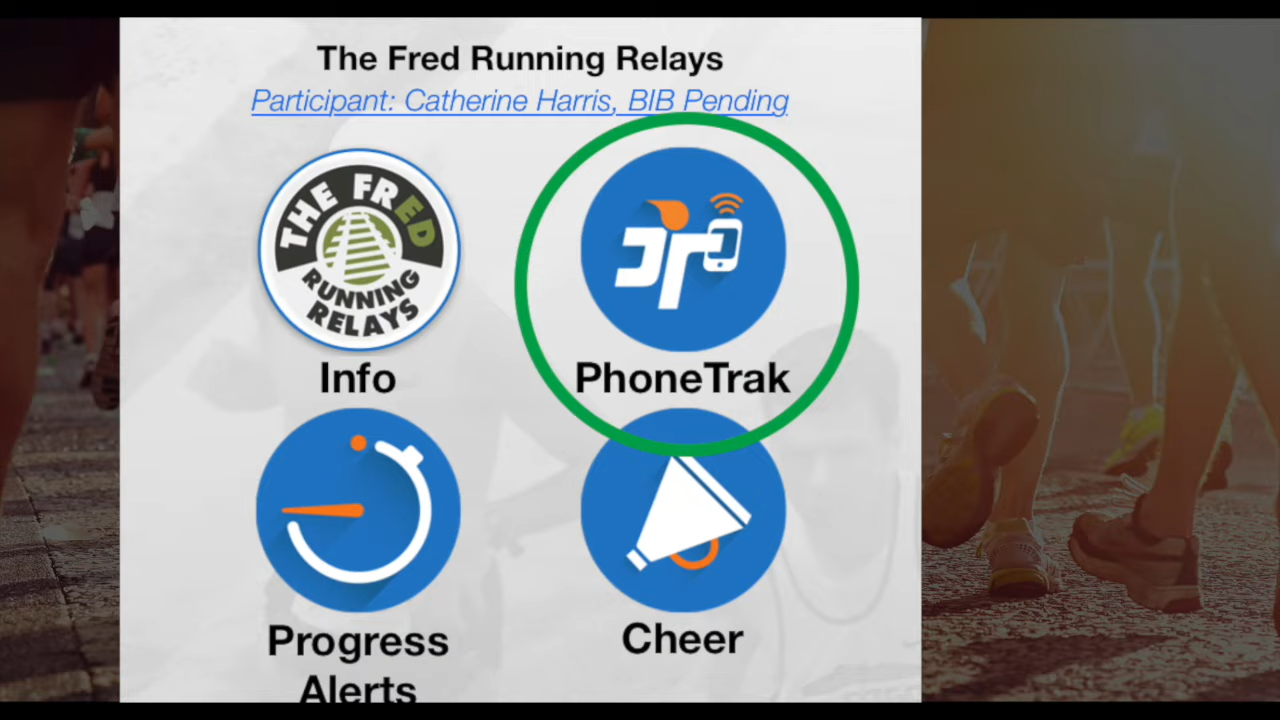 The Fred Running Relays
Participant: Catherine Harris, BIB Pending
THE FRED
RUNNING
RELAYS
Info
PhoneTrak
Progress
Alerts
Cheer